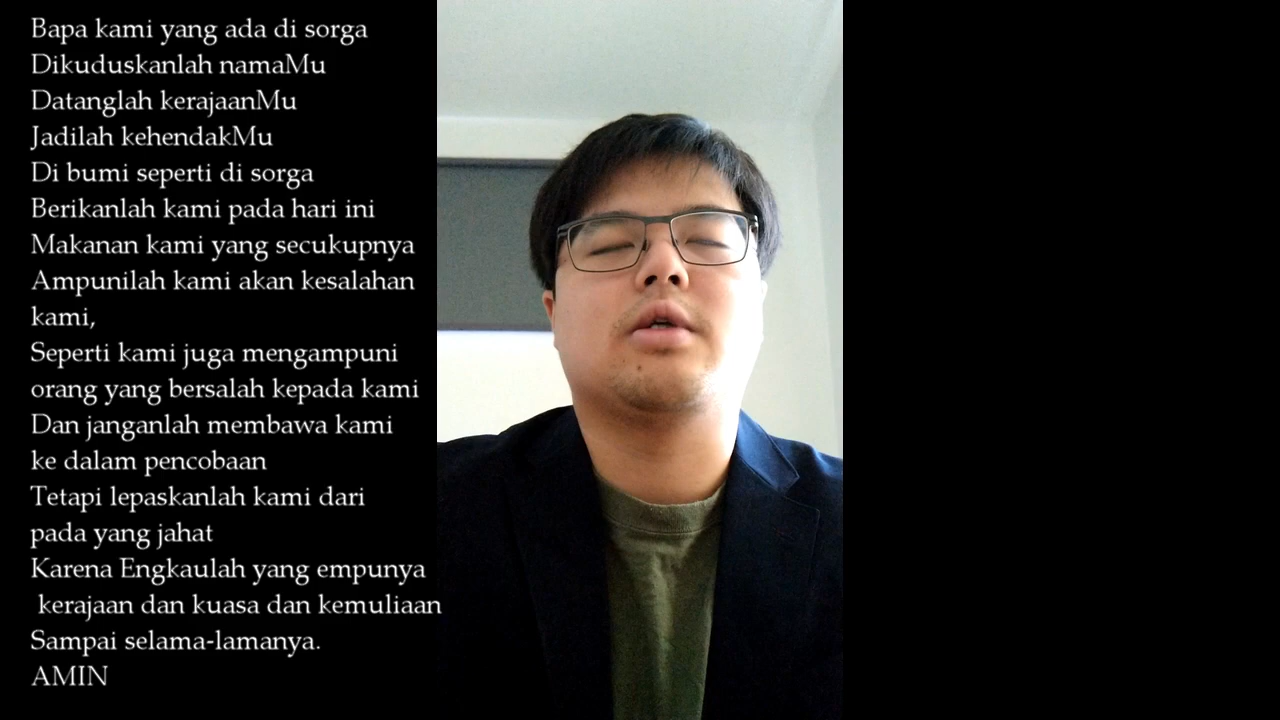 Bapa kami yang ada di sorga
Dikuduskanlah namaMu
Datanglah kerajaanMu
Jadilah kehendakMu
Di bumi seperti di sorga
Berikanlah kami pada hari ini
Makanan kami yang secukupnya
Ampunilah kami akan kesalahan
kami,
Seperti kami juga mengampuni
orang yang bersalah kepada kami
Dan janganlah membawa kami
ke dalam pencobaan
Tetapi lepaskanlah kami dari
pada yang jahat
Karena Engkaulah yang empunya
kerajaan dan kuasa dan kemuliaan
Sampai selama-lamanya.
AMIN